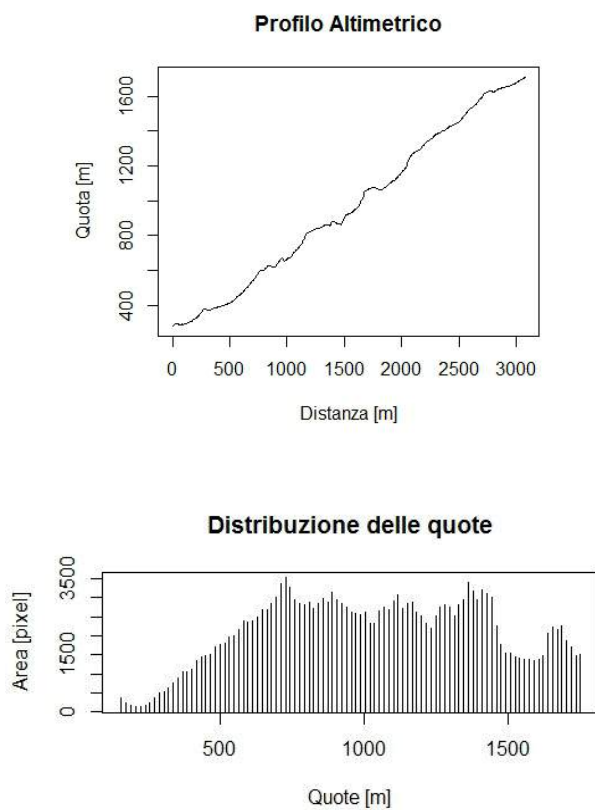 Profilo Altimetrico
Quota [m]
1600
1200
800
400
0 500 1000 1500 2000 2500 3000
Distanza [m]
Distribuzione delle quote
Area [pixel]
3500
1500
0
500 1000 1500
Quote [m]